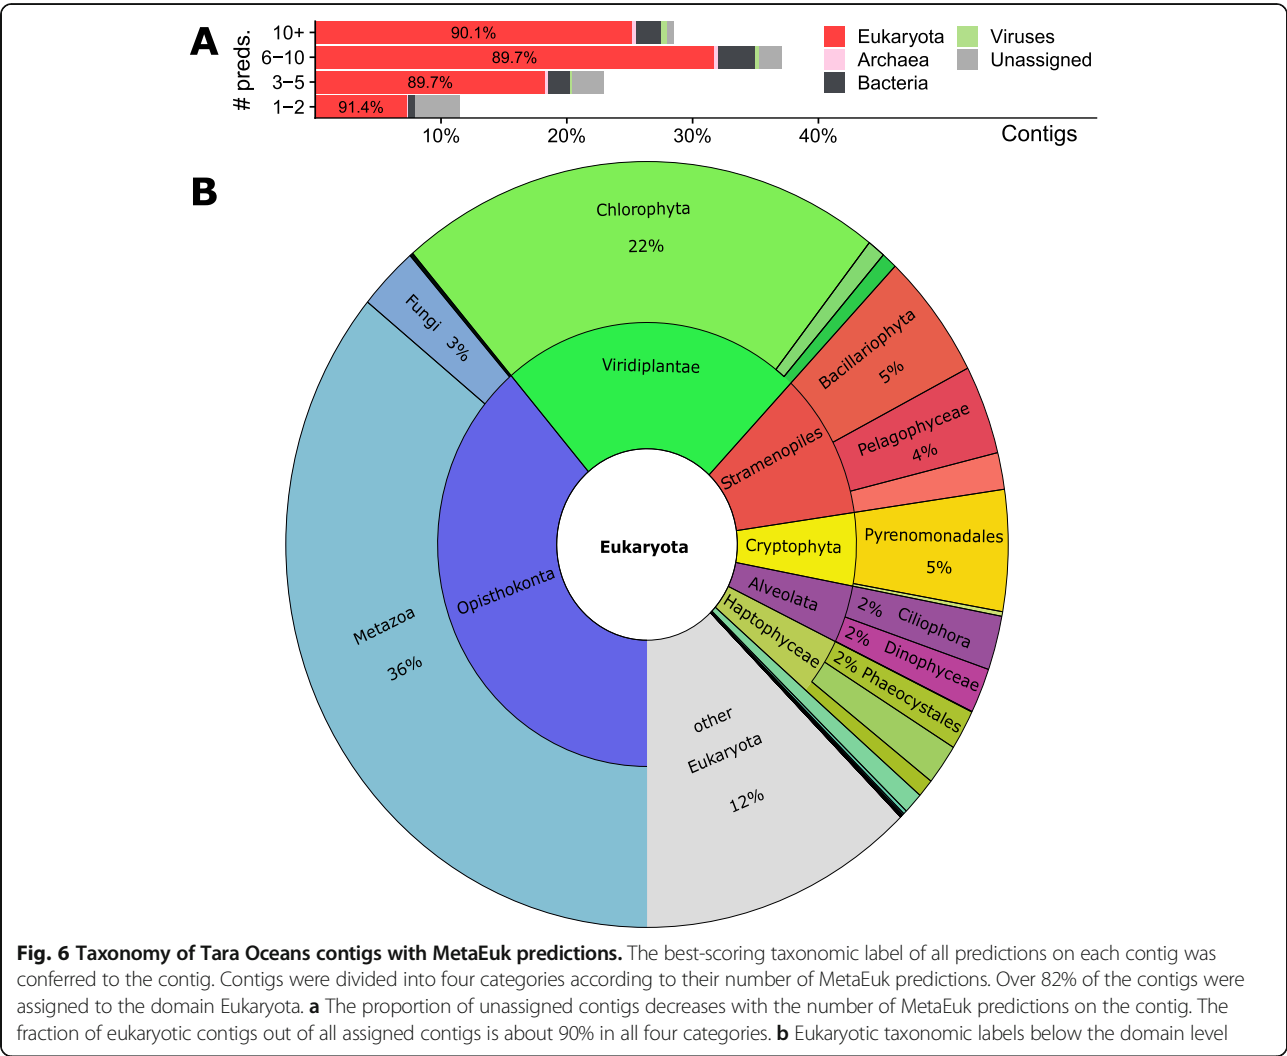 A
# preds.
10+
90.1%
6−10
89.7%
3−5
89.7%
1−2
91.4%
10%
20%
30%
40%
Contigs
Eukaryota
Archaea
Bacteria
Viruses
Unassigned
B
Chlorophyta
22%
Viridiplantae
Fungi 3%
Bacillariophyta
5%
Pelagophyceae
4%
Stramenopiles
Pyrenomonadales
5%
Cryptophyta
Eukaryota
Alveolata
2% Ciliophora
2% Dinophyceae
Haptophyceae
2% Phaeocystales
Opisthokonta
Metazoa
36%
other
Eukaryota
12%
Fig. 6 Taxonomy of Tara Oceans contigs with MetaEuk predictions. The best-scoring taxonomic label of all predictions on each contig was
conferred to the contig. Contigs were divided into four categories according to their number of MetaEuk predictions. Over 82% of the contigs were
assigned to the domain Eukaryota. a The proportion of unassigned contigs decreases with the number of MetaEuk predictions on the contig. The
fraction of eukaryotic contigs out of all assigned contigs is about 90% in all four categories. b Eukaryotic taxonomic labels below the domain level